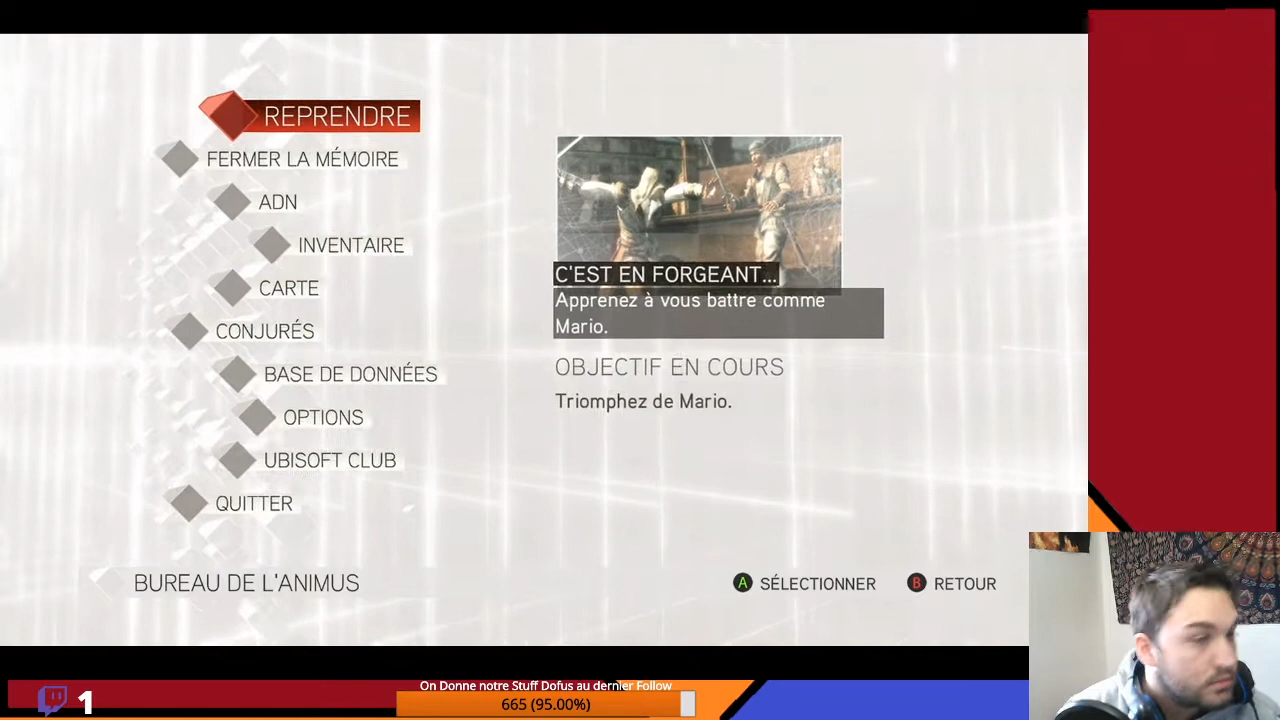 REPRENDRE
FERMER LA MÉMOIRE
ADN
INVENTAIRE
CARTE
CONJURÉS
BASE DE DONNÉES
OPTIONS
UBISOFT CLUB
QUITTER
C'EST EN FORGEANT...
Apprenez à vous battre comme
Mario.
OBJECTIF EN COURS
Triomphez de Mario.
BUREAU DE L'ANIMUS
A SÉLECTIONNER
B RETOUR
1
On Donne notre Stuff Dofus au dernier Follow
665 (95.00%)